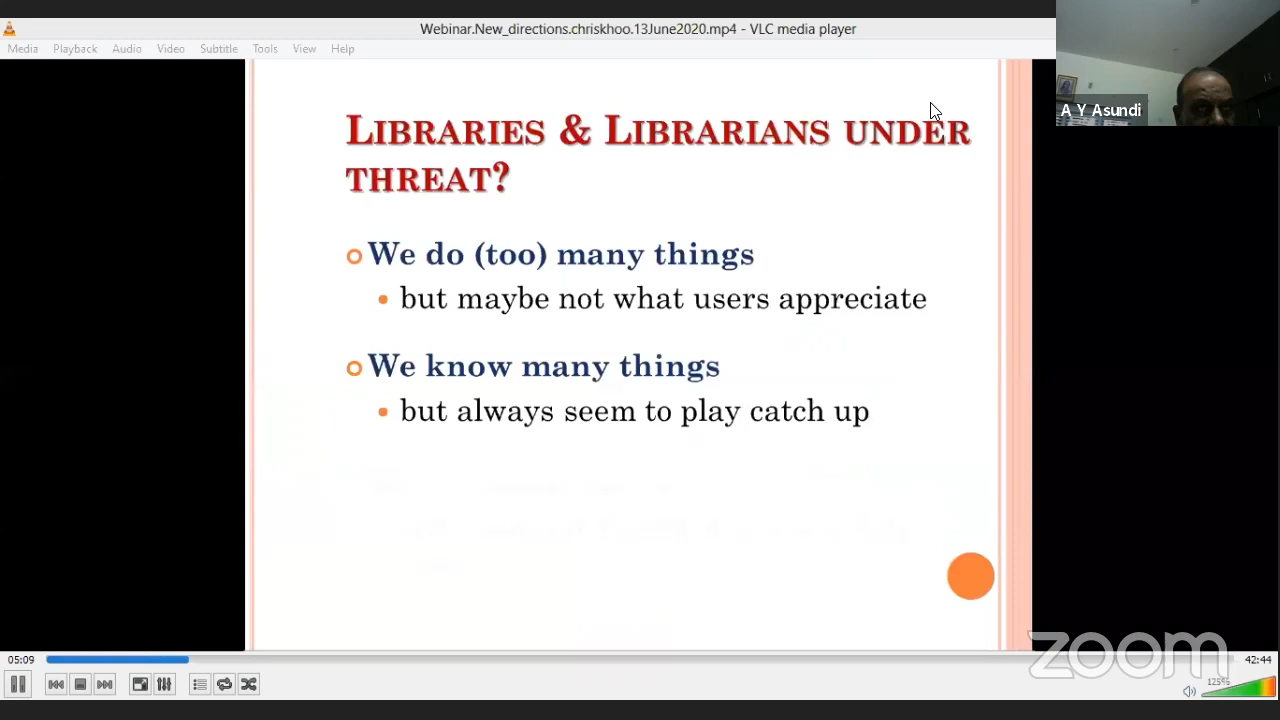 Webinar.New_directions.chriskhoo.13June2020.mp4 - VLC media player
Media Playback Audio Video Subtitle Tools View Help
A Y Asundi
LIBRARIES & LIBRARIANS UNDER
THREAT?
We do (too) many things
but maybe not what users appreciate
We know many things
but always seem to play catch up
zoom
05:09
42:44
125%